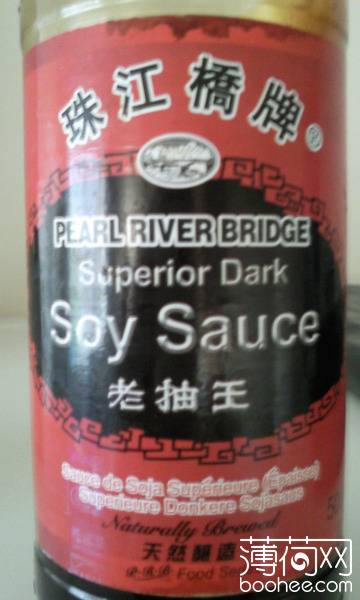 珠江橋牌®
PEARL RIVER BRIDGE
Superior Dark
Soy Sauce
老抽王
Sauce de Soja Supérieure (Épaisse)
Superieure Donkere Sojasaus
Naturally Brewed
天然釀造
P.R.B Food
薄荷网
boohee.com